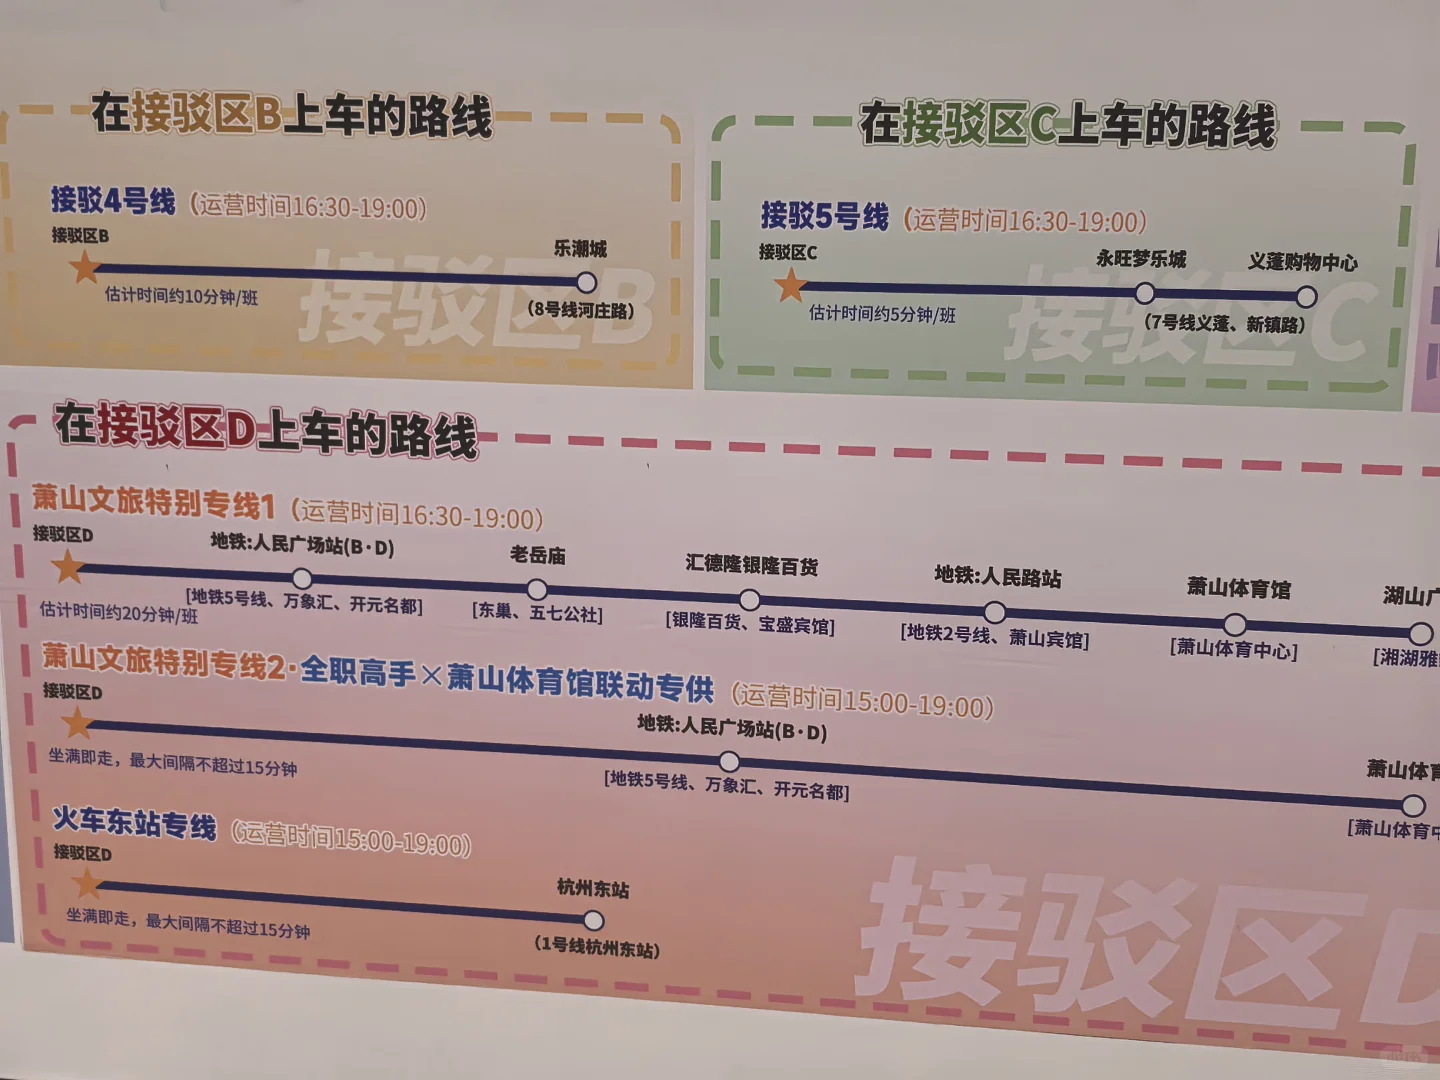 在接驳区B上车的路线
接驳4号线（运营时间16:30-19:00）
接驳区B
乐潮城
估计时间约10分钟/班
（8号线河庄路）
接驳区B
在接驳区C上车的路线
接驳5号线（运营时间16:30-19:00）
接驳区C
永旺梦乐城
义蓬购物中心
估计时间约5分钟/班
（7号线义蓬、新镇路）
接驳区C
在接驳区D上车的路线
萧山文旅特别专线1（运营时间16:30-19:00）
接驳区D
地铁:人民广场站(B·D)
老岳庙
汇德隆银隆百货
地铁:人民路站
萧山体育馆
湖山广
估计时间约20分钟/班
[地铁5号线、万象汇、开元名都]
[东巢、五七公社]
[银隆百货、宝盛宾馆]
[地铁2号线、萧山宾馆]
[萧山体育中心]
[湘湖雅
萧山文旅特别专线2·全职高手×萧山体育馆联动专供（运营时间15:00-19:00）
接驳区D
地铁:人民广场站(B·D)
萧山体育
坐满即走，最大间隔不超过15分钟
[地铁5号线、万象汇、开元名都]
[萧山体育中
火车东站专线（运营时间15:00-19:00）
接驳区D
杭州东站
坐满即走，最大间隔不超过15分钟
（1号线杭州东站）
接驳区D